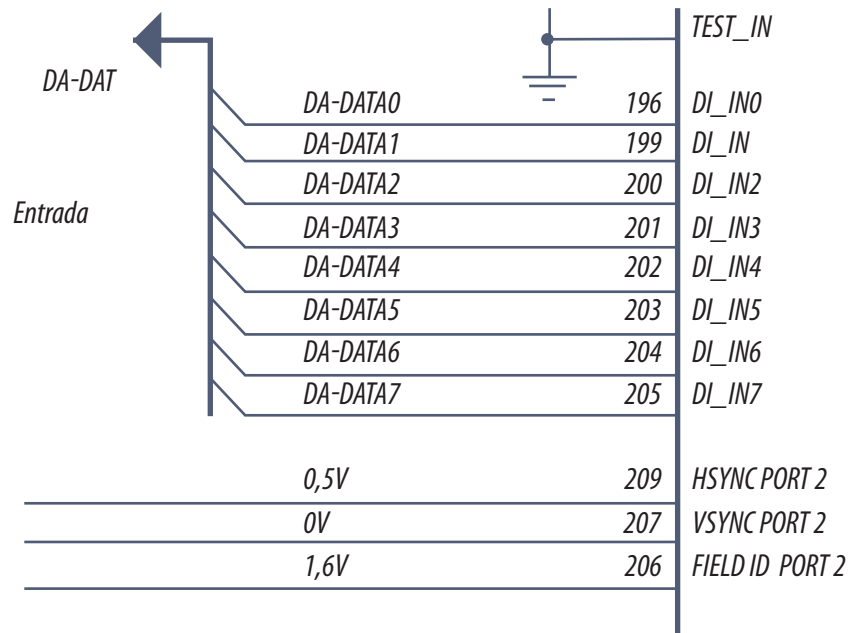 TEST_IN
DA-DAT
DA-DATA0 196 DI_IN0
DA-DATA1 199 DI_IN
DA-DATA2 200 DI_IN2
Entrada
DA-DATA3 201 DI_IN3
DA-DATA4 202 DI_IN4
DA-DATA5 203 DI_IN5
DA-DATA6 204 DI_IN6
DA-DATA7 205 DI_IN7
0,5V 209 HSYNC PORT 2
0V 207 VSYNC PORT 2
1,6V 206 FIELD ID PORT 2